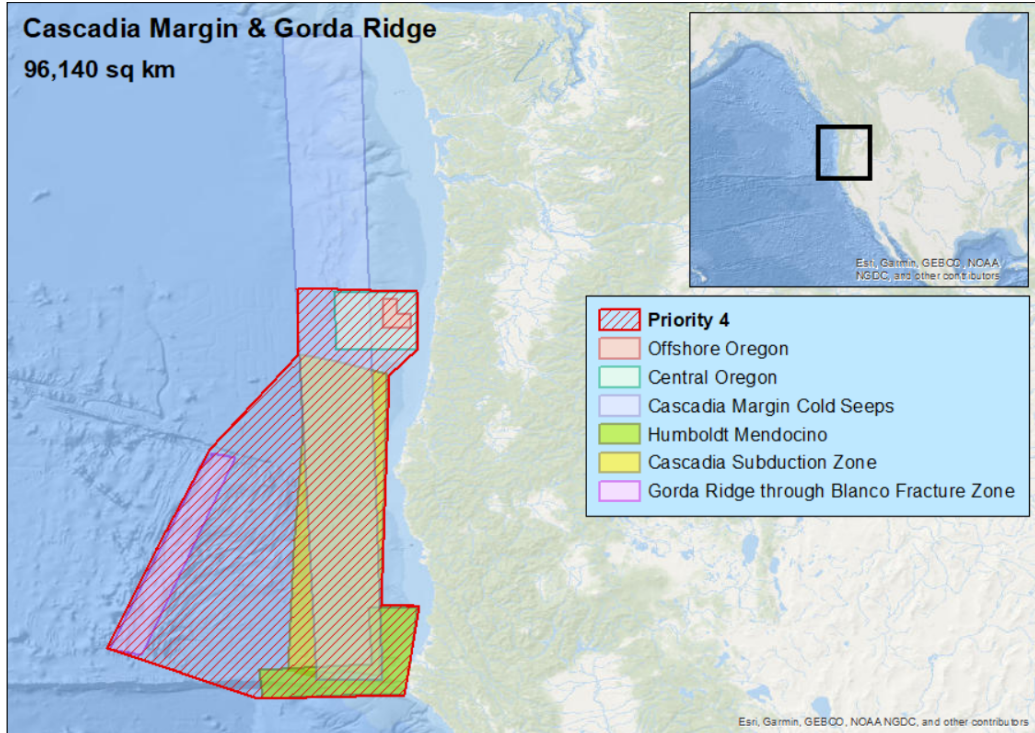 Cascadia Margin & Gorda Ridge
96,140 sq km
Esri, Garmin, GEBCO, NOAA
NGDC, and other contributors
Priority 4
Offshore Oregon
Central Oregon
Cascadia Margin Cold Seeps
Humboldt Mendocino
Cascadia Subduction Zone
Gorda Ridge through Blanco Fracture Zone
Esri, Garmin, GEBCO, NOAA NGDC, and other contributors